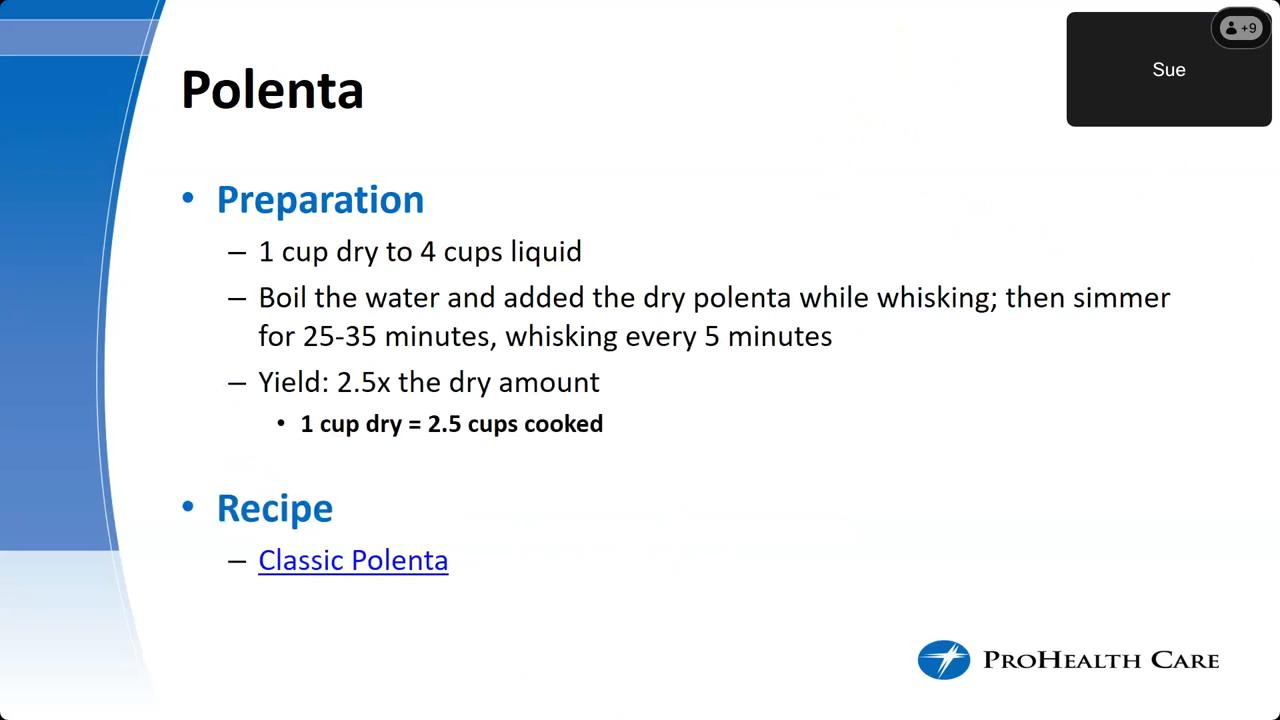 Polenta
Sue
+9
• Preparation
– 1 cup dry to 4 cups liquid
– Boil the water and added the dry polenta while whisking; then simmer
for 25-35 minutes, whisking every 5 minutes
– Yield: 2.5x the dry amount
• 1 cup dry = 2.5 cups cooked
• Recipe
– Classic Polenta
PROHEALTH CARE